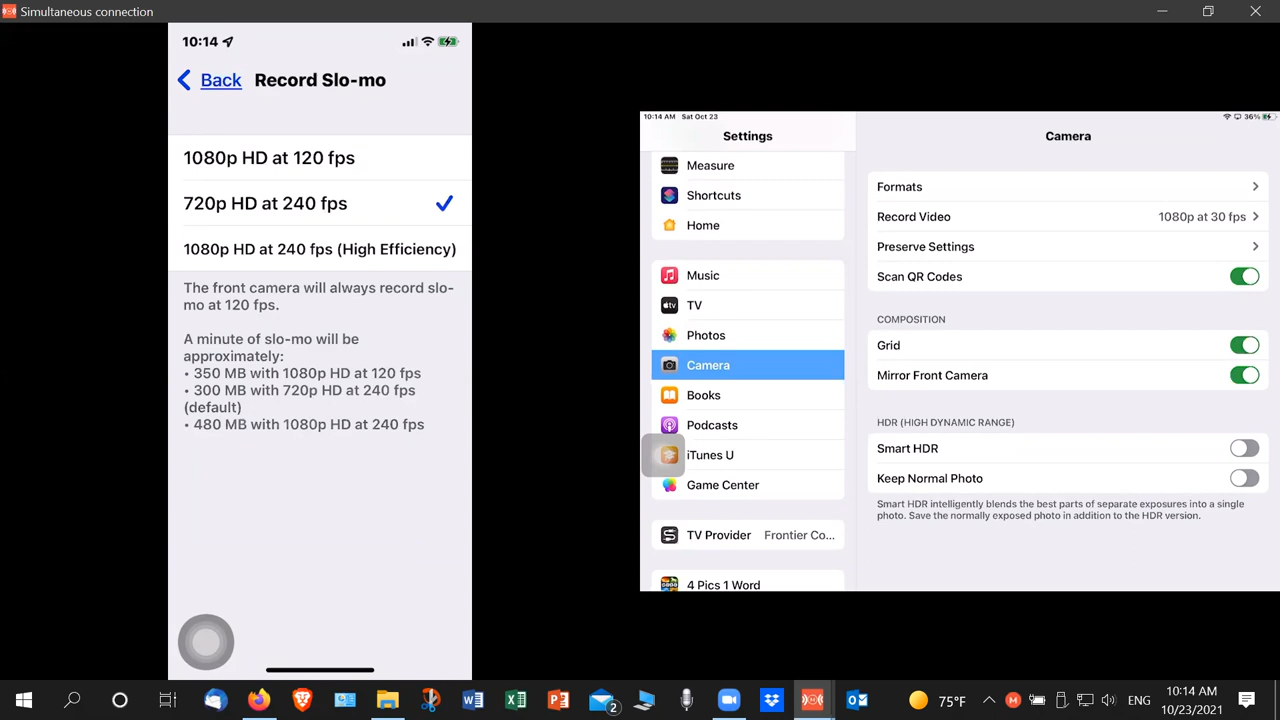 Simultaneous connection
10:14
Back
Record Slo-mo
1080p HD at 120 fps
720p HD at 240 fps
1080p HD at 240 fps (High Efficiency)
The front camera will always record slo-
mo at 120 fps.
A minute of slo-mo will be
approximately:
• 350 MB with 1080p HD at 120 fps
• 300 MB with 720p HD at 240 fps
(default)
• 480 MB with 1080p HD at 240 fps
10:14 AM Sat Oct 23
36%
Settings
Measure
Shortcuts
Home
Music
TV
Photos
Camera
Books
Podcasts
iTunes U
Game Center
TV Provider Frontier Co...
4 Pics 1 Word
Camera
Formats
Record Video 1080p at 30 fps
Preserve Settings
Scan QR Codes
COMPOSITION
Grid
Mirror Front Camera
HDR (HIGH DYNAMIC RANGE)
Smart HDR
Keep Normal Photo
Smart HDR intelligently blends the best parts of separate exposures into a single
photo. Save the normally exposed photo in addition to the HDR version.
2
75°F
ENG
10:14 AM
10/23/2021